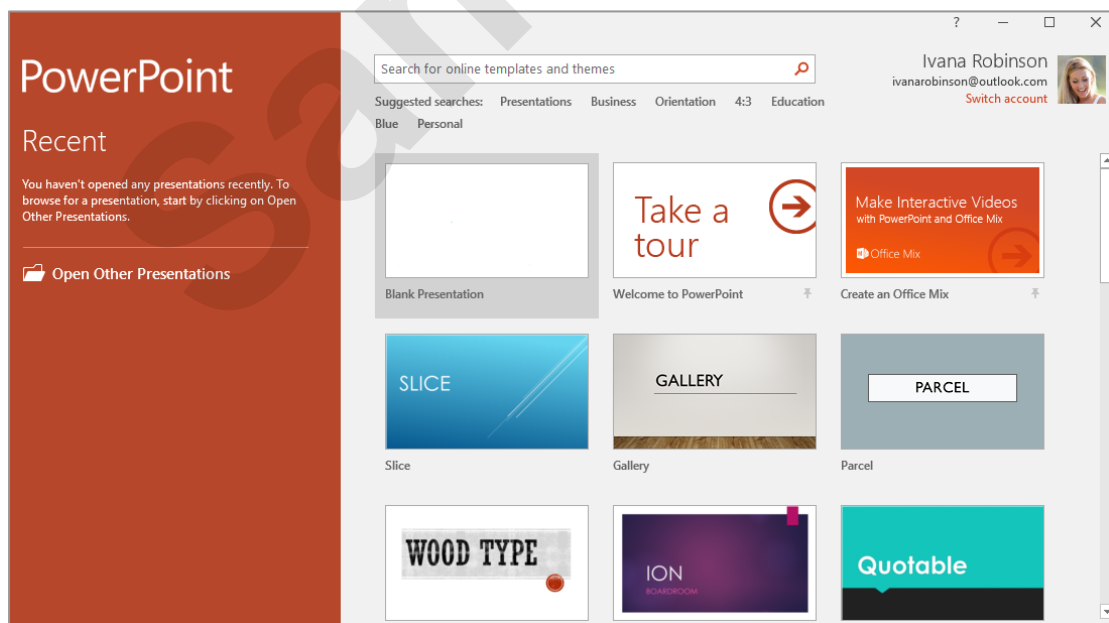 ?
PowerPoint
Recent
You haven't opened any presentations recently. To
browse for a presentation, start by clicking on Open
Other Presentations.
Open Other Presentations
Search for online templates and themes
Suggested searches: Presentations Business Orientation 4:3 Education
Blue Personal
Ivana Robinson
ivanarobinson@outlook.com
Switch account
Blank Presentation
Take a
tour
Welcome to PowerPoint
Make Interactive Videos
with PowerPoint and Office Mix
Office Mix
Create an Office Mix
SLICE
Slice
GALLERY
Gallery
PARCEL
Parcel
WOOD TYPE
ION
BOARDROOM
Quotable